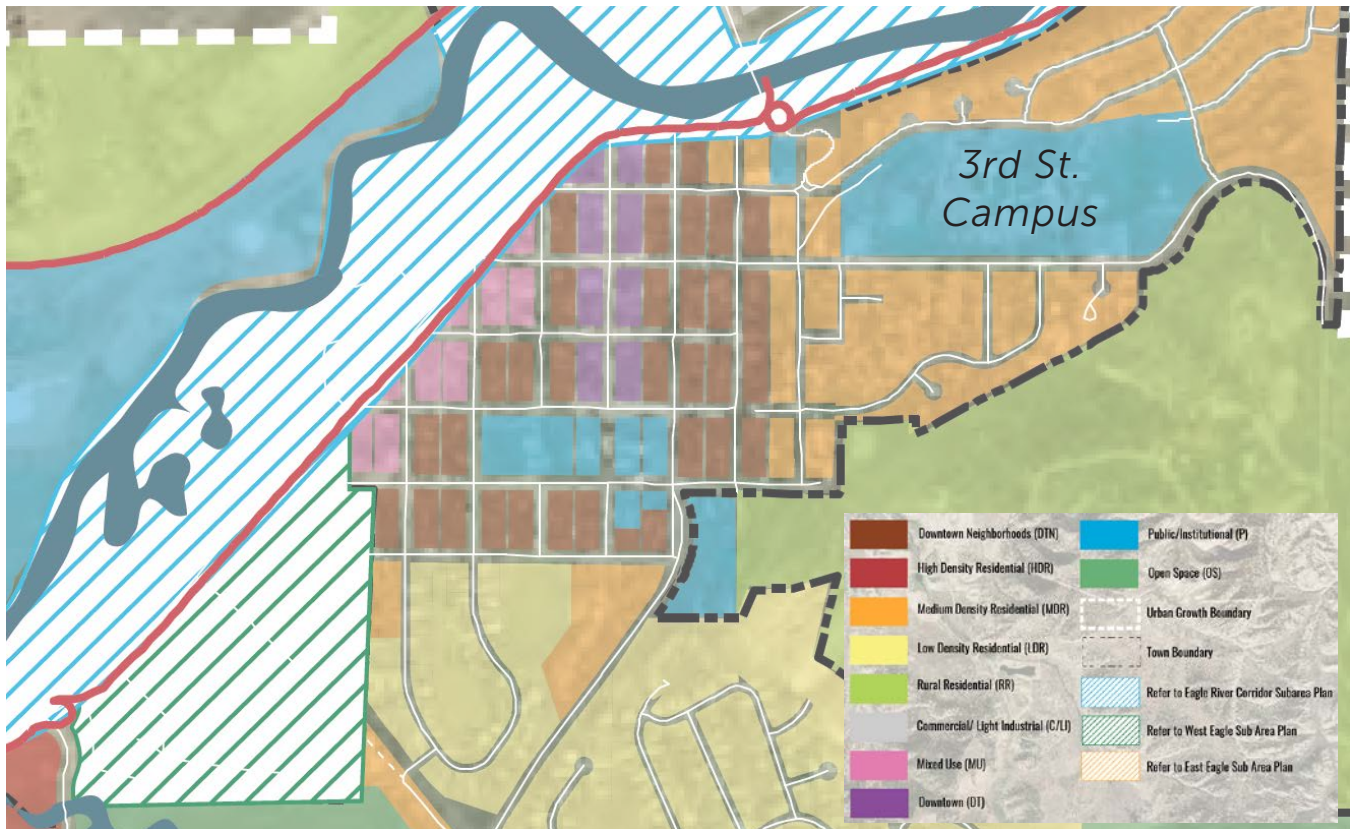 3rd St.
Campus
Downtown Neighborhoods (DTN)
High Density Residential (HDR)
Medium Density Residential (MDR)
Low Density Residential (LDR)
Rural Residential (RR)
Commercial/ Light Industrial (C/LI)
Mixed Use (MU)
Downtown (DT)
Public/Institutional (P)
Open Space (OS)
Urban Growth Boundary
Town Boundary
Refer to Eagle River Corridor Subarea Plan
Refer to West Eagle Sub Area Plan
Refer to East Eagle Sub Area Plan